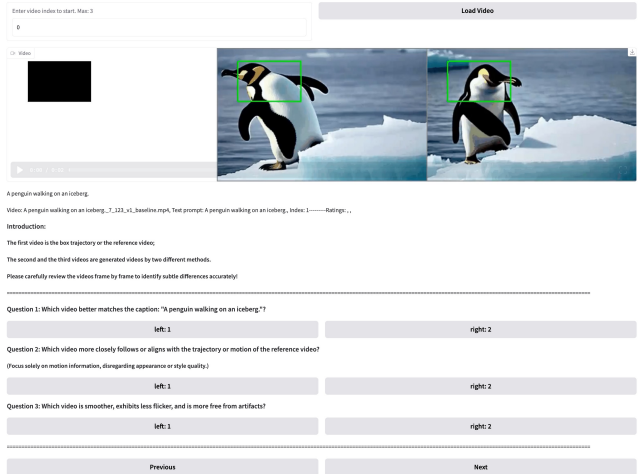 Enter video index to start. Max: 3
0
Load Video
Video
A penguin walking on an iceberg.
Video: A penguin walking on an iceberg._7_123_v1_baseline.mp4, Text prompt: A penguin walking on an iceberg., Index: 1---------Ratings: , ,
Introduction:
The first video is the box trajectory or the reference video;
The second and the third videos are generated videos by two different methods.
Please carefully review the videos frame by frame to identify subtle differences accurately!
Question 1: Which video better matches the caption: "A penguin walking on an iceberg."?
left: 1
right: 2
Question 2: Which video more closely follows or aligns with the trajectory or motion of the reference video?
(Focus solely on motion information, disregarding appearance or style quality.)
left: 1
right: 2
Question 3: Which video is smoother, exhibits less flicker, and is more free from artifacts?
left: 1
right: 2
Previous
Next